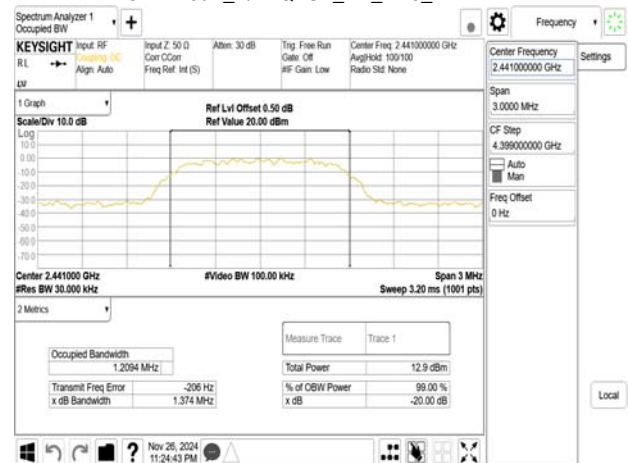 Spectrum Analyzer 1
Occupied BW
+
Frequency
KEYSIGHT
RL
Input: RF
Coupling: DC
Align: Auto
Input Z: 50 Ω
Corr CCorr
Freq Ref: Int (S)
Atten: 30 dB
Trig: Free Run
Gate: Off
#IF Gain: Low
Center Freq: 2.441000000 GHz
Avg|Hold: 100/100
Radio Std: None
Center Frequency
2.441000000 GHz
Settings
Span
3.0000 MHz
CF Step
4.399000000 GHz
Auto
Man
Freq Offset
0 Hz
Local
1 Graph
Scale/Div 10.0 dB
Ref Lvl Offset 0.50 dB
Ref Value 20.00 dBm
Log
10.0
0.00
-10.0
-20.0
-30.0
-40.0
-50.0
-60.0
-70.0
Center 2.441000 GHz
#Res BW 30.000 kHz
#Video BW 100.00 kHz
Span 3 MHz
Sweep 3.20 ms (1001 pts)
2 Metrics
Measure Trace Trace 1
Occupied Bandwidth
1.2094 MHz
Total Power 12.9 dBm
Transmit Freq Error -206 Hz
% of OBW Power 99.00 %
x dB Bandwidth 1.374 MHz
x dB -20.00 dB
?
Nov 26, 2024
11:24:43 PM